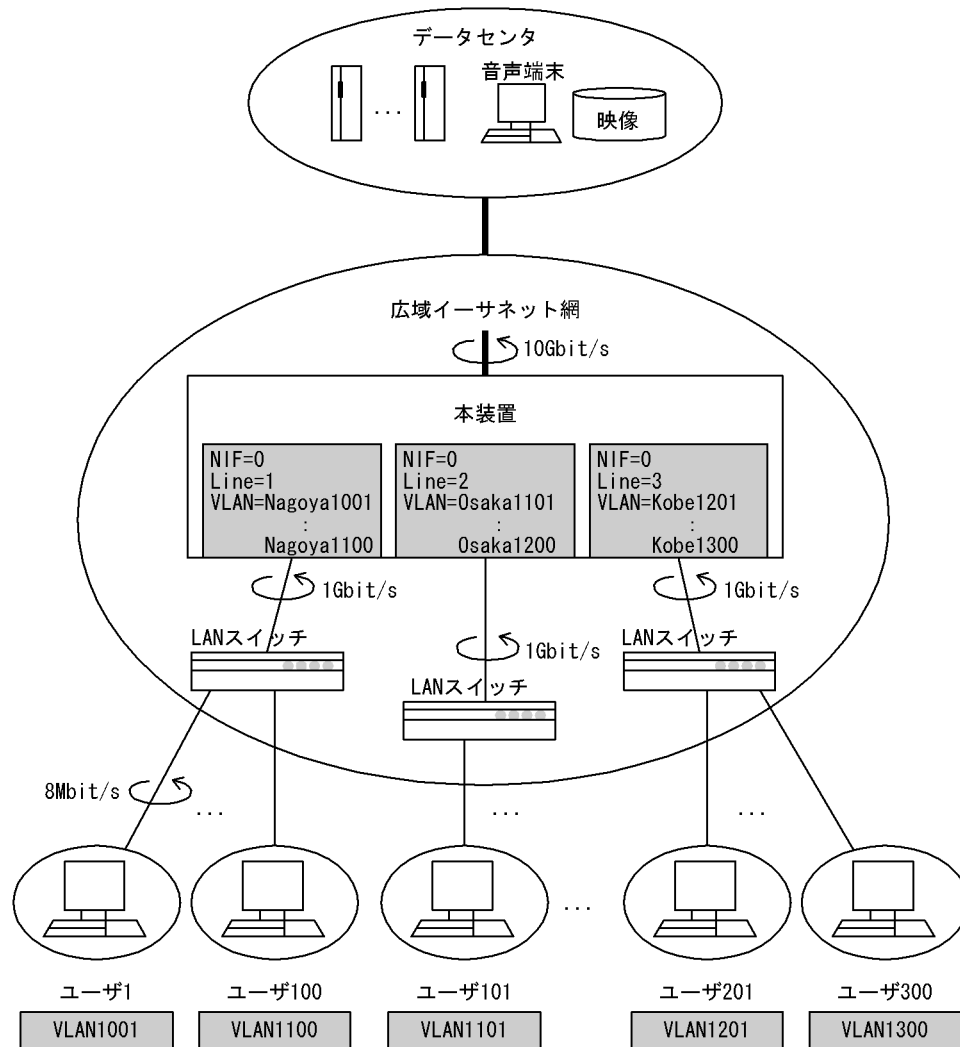 データセンタ
音声端末
...
映像
広域イーサネット網
10Gbit/s
本装置
NIF=0
Line=1
VLAN=Nagoya1001
:
Nagoya1100
NIF=0
Line=2
VLAN=Osaka1101
:
Osaka1200
NIF=0
Line=3
VLAN=Kobe1201
:
Kobe1300
1Gbit/s
1Gbit/s
1Gbit/s
LANスイッチ
LANスイッチ
LANスイッチ
8Mbit/s
...
...
...
...
ユーザ1
ユーザ100
ユーザ101
ユーザ201
ユーザ300
VLAN1001
VLAN1100
VLAN1101
VLAN1201
VLAN1300